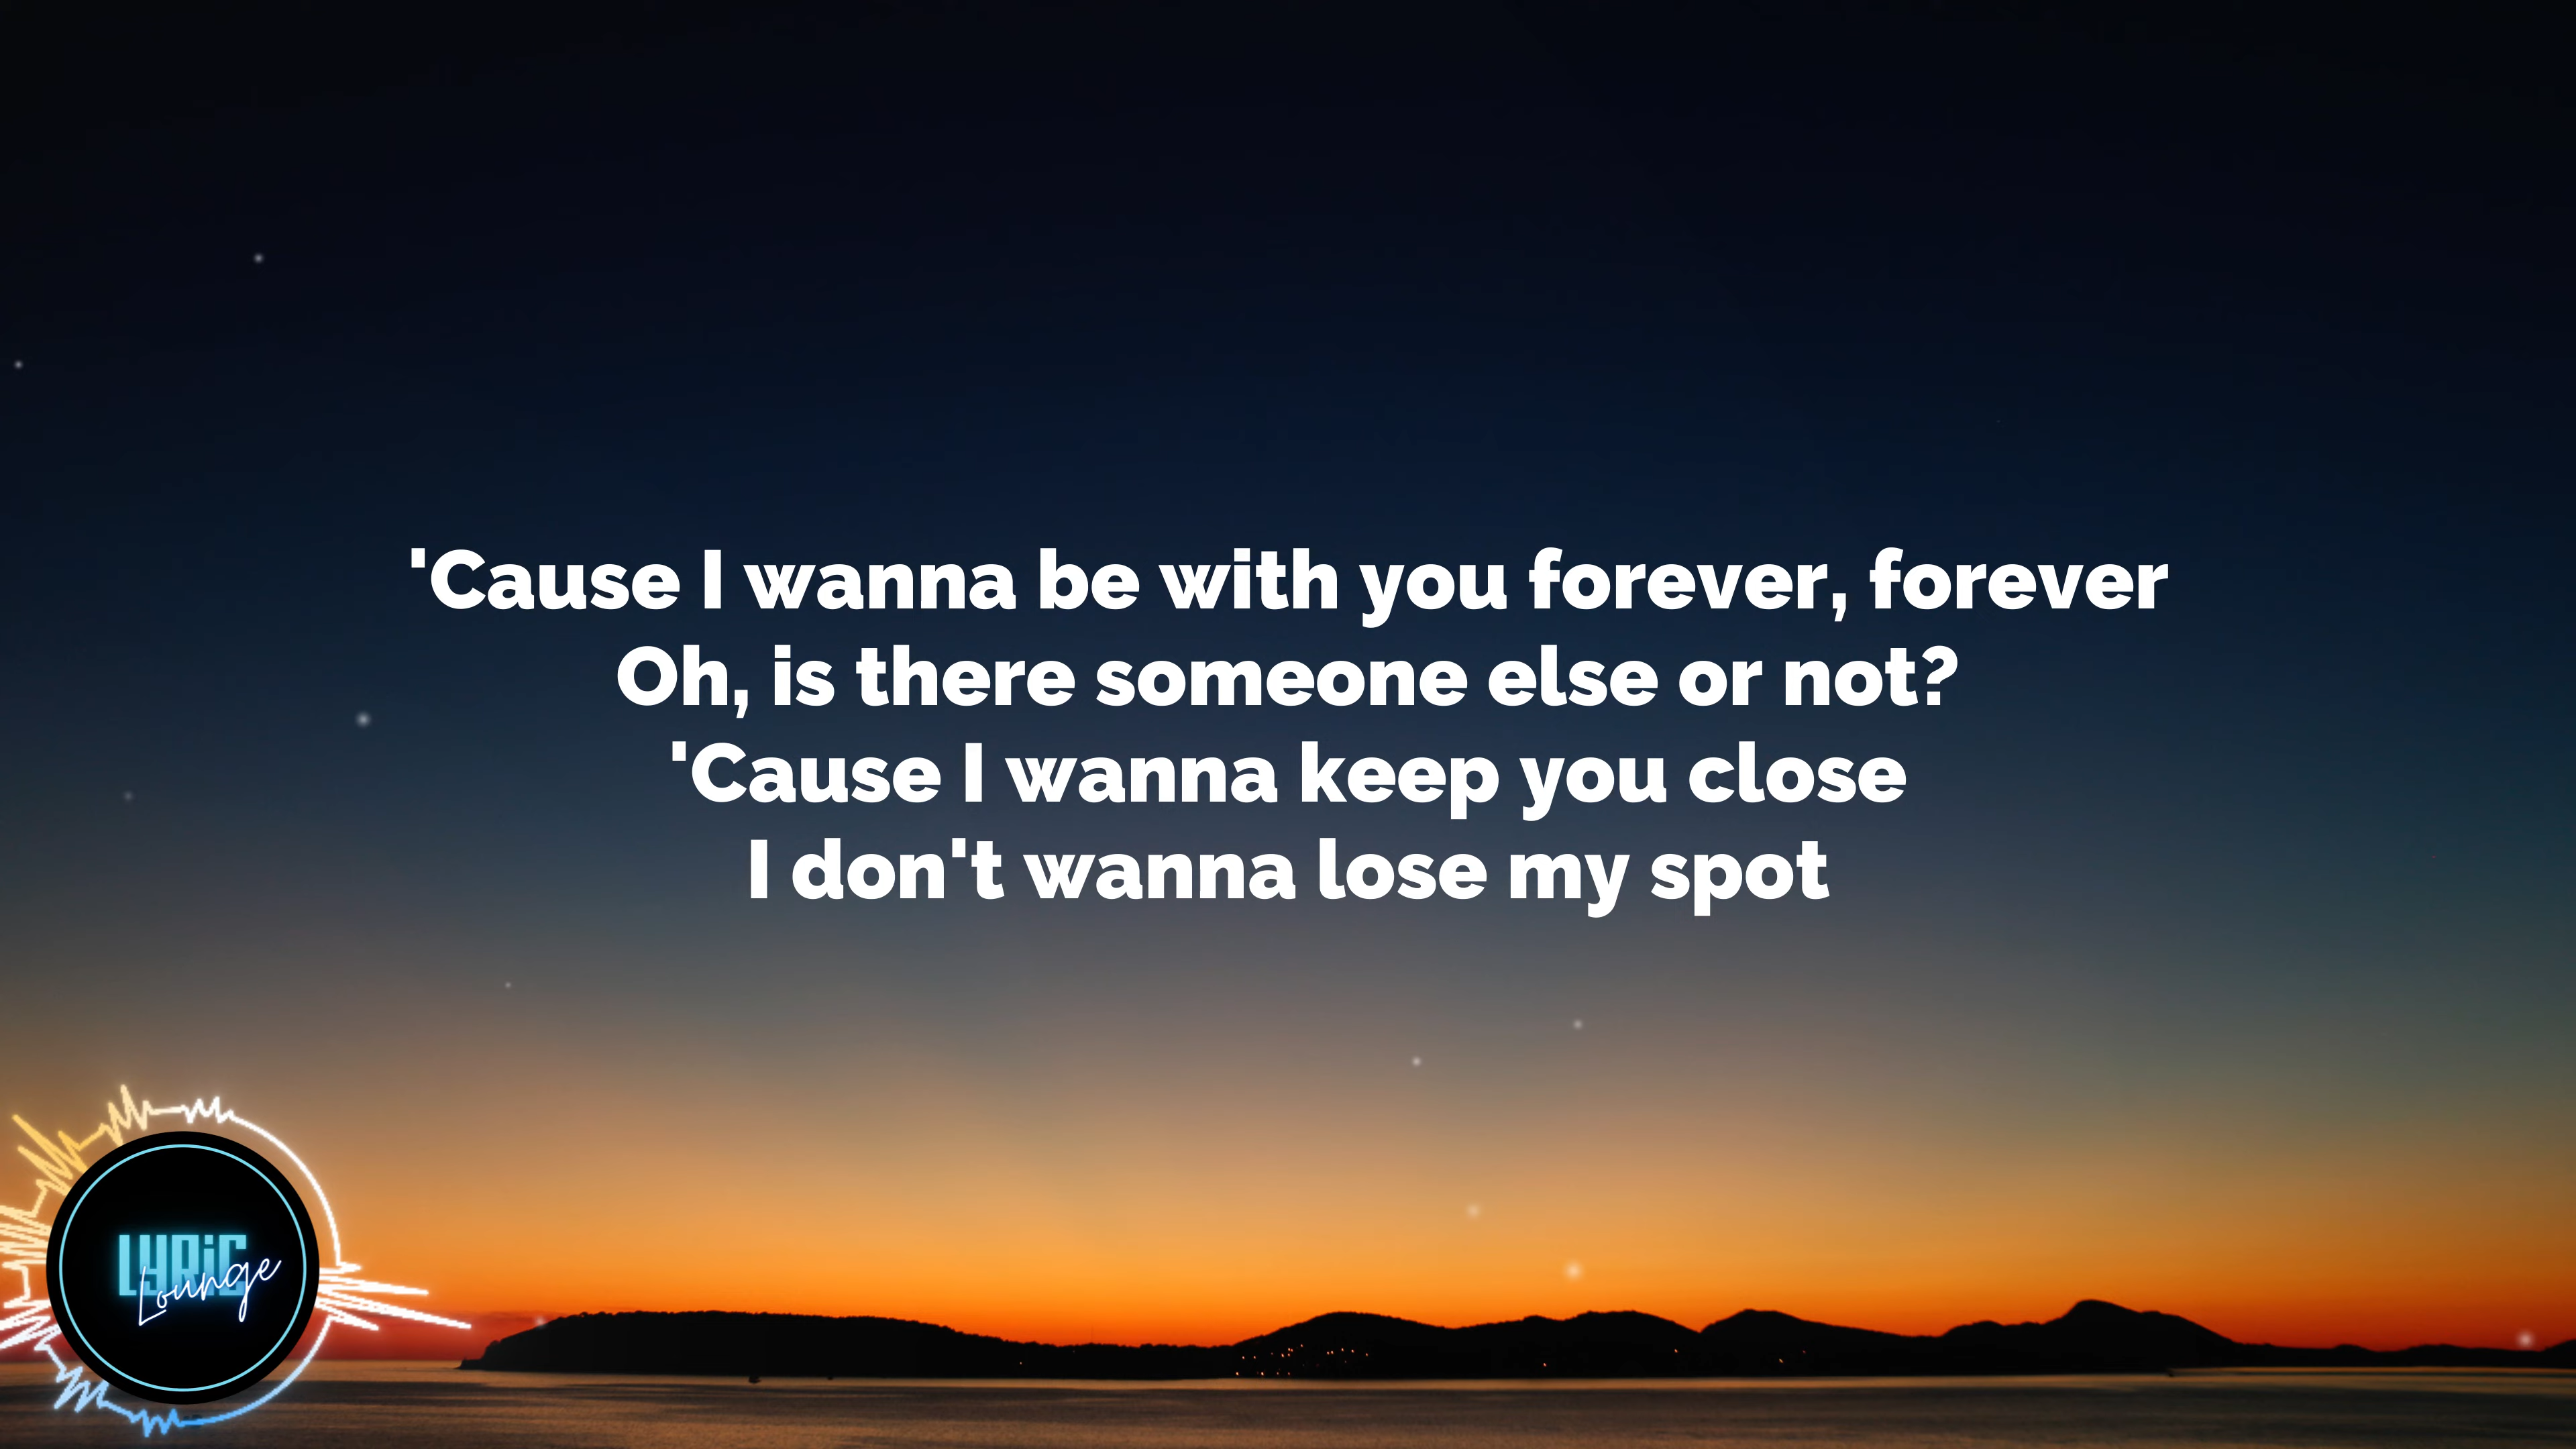 'Cause I wanna be with you forever, forever
Oh, is there someone else or not?
'Cause I wanna keep you close
I don't wanna lose my spot
LYRiC
Lounge